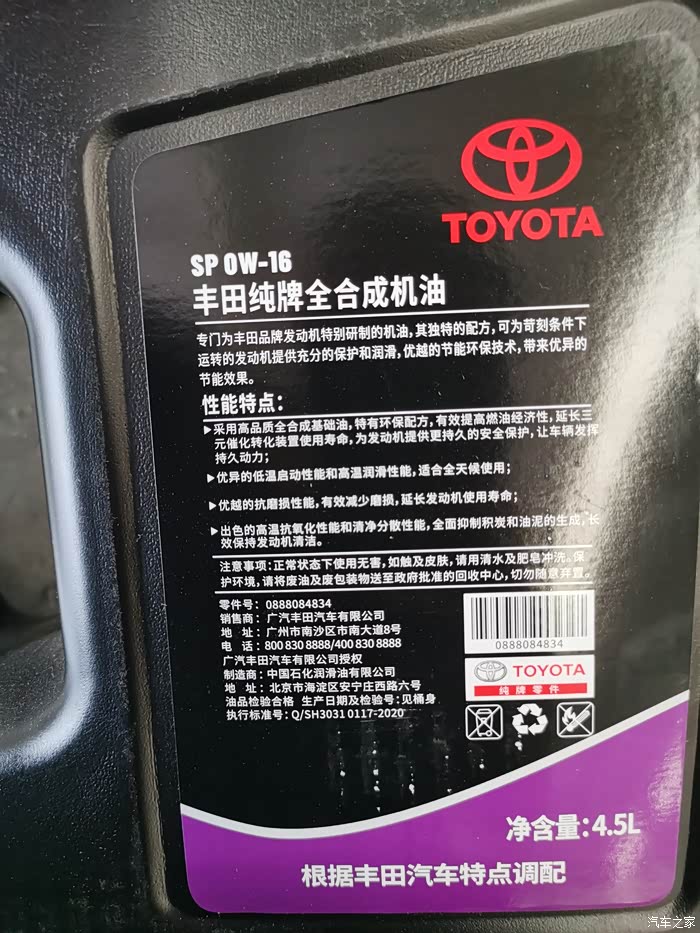 TOYOTA
SP 0W-16
丰田纯牌全合成机油
专门为丰田品牌发动机特别研制的机油，其独特的配方，可为苛刻条件下
运转的发动机提供充分的保护和润滑，优越的节能环保技术，带来优异的
节能效果。
性能特点：
▶采用高品质全合成基础油，特有环保配方，有效提高燃油经济性，延长三
元催化转化装置使用寿命，为发动机提供更持久的安全保护，让车辆发挥
持久动力；
▶优异的低温启动性能和高温润滑性能，适合全天候使用；
▶优越的抗磨损性能，有效减少磨损，延长发动机使用寿命；
▶出色的高温抗氧化性能和清净分散性能，全面抑制积炭和油泥的生成，长
效保持发动机清洁。
注意事项：正常状态下使用无害，如触及皮肤，请用清水及肥皂冲洗。保
护环境，请将废油及废包装物送至政府批准的回收中心，切勿随意弃置。
零件号：0888084834
销售商：广汽丰田汽车有限公司
地 址：广州市南沙区市南大道8号
电 话：800 830 8888/400 830 8888
广汽丰田汽车有限公司授权
制造商：中国石化润滑油有限公司
地 址：北京市海淀区安宁庄西路六号
油品检验合格 生产日期及检验号：见桶身
执行标准号：Q/SH3031 0117-2020
0888084834
TOYOTA
纯牌零件
净含量：4.5L
根据丰田汽车特点调配
汽车之家